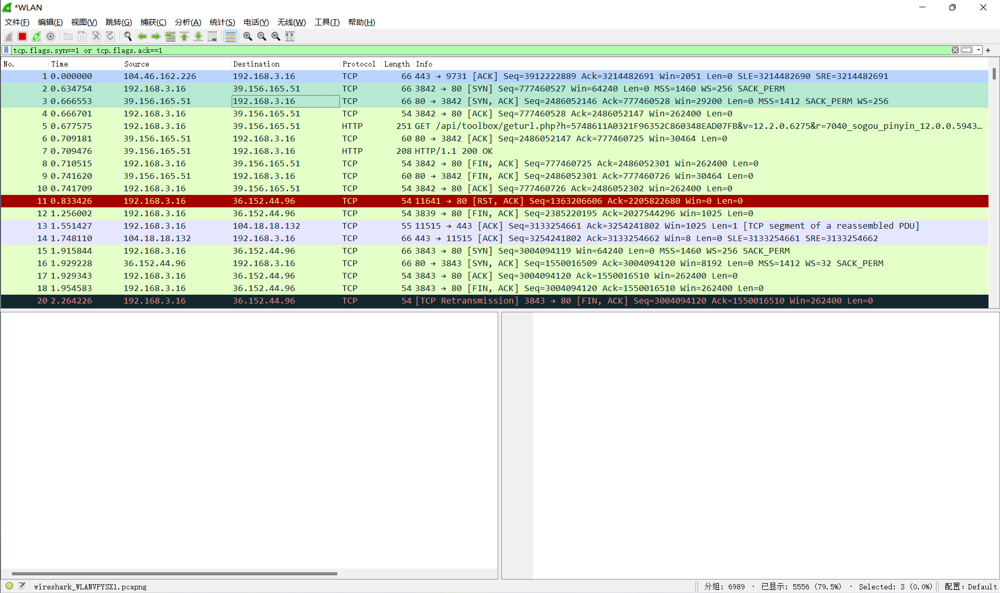 *WLAN
文件(F) 编辑(E) 视图(V) 跳转(G) 捕获(C) 分析(A) 统计(S) 电话(Y) 无线(W) 工具(T) 帮助(H)
tcp.flags.syn==1 or tcp.flags.ack==1
No. Time Source Destination Protocol Length Info
1 0.000000 104.46.162.226 192.168.3.16 TCP 66 443 → 9731 [ACK] Seq=3912222889 Ack=3214482691 Win=2051 Len=0 SLE=3214482690 SRE=3214482691
2 0.634754 192.168.3.16 39.156.165.51 TCP 66 3842 → 80 [SYN] Seq=777460527 Win=64240 Len=0 MSS=1460 WS=256 SACK_PERM
3 0.666553 39.156.165.51 192.168.3.16 TCP 66 80 → 3842 [SYN, ACK] Seq=2486052146 Ack=777460528 Win=29200 Len=0 MSS=1412 SACK_PERM WS=256
4 0.666701 192.168.3.16 39.156.165.51 TCP 54 3842 → 80 [ACK] Seq=777460528 Ack=2486052147 Win=262400 Len=0
5 0.677575 192.168.3.16 39.156.165.51 HTTP 251 GET /api/toolbox/geturl.php?h=5748611A0321F96352C860348EAD07FB&v=12.2.0.6275&r=7040_sogou_pinyin_12.0.0.5943…
6 0.709181 39.156.165.51 192.168.3.16 TCP 60 80 → 3842 [ACK] Seq=2486052147 Ack=777460725 Win=30464 Len=0
7 0.709476 39.156.165.51 192.168.3.16 HTTP 208 HTTP/1.1 200 OK
8 0.710515 192.168.3.16 39.156.165.51 TCP 54 3842 → 80 [FIN, ACK] Seq=777460725 Ack=2486052301 Win=262400 Len=0
9 0.741620 39.156.165.51 192.168.3.16 TCP 60 80 → 3842 [FIN, ACK] Seq=2486052301 Ack=777460726 Win=30464 Len=0
10 0.741709 192.168.3.16 39.156.165.51 TCP 54 3842 → 80 [ACK] Seq=777460726 Ack=2486052302 Win=262400 Len=0
11 0.833426 192.168.3.16 36.152.44.96 TCP 54 11641 → 80 [RST, ACK] Seq=1363206606 Ack=2205822680 Win=0 Len=0
12 1.256002 192.168.3.16 36.152.44.96 TCP 54 3839 → 80 [FIN, ACK] Seq=2385220195 Ack=2027544296 Win=1025 Len=0
13 1.551427 192.168.3.16 104.18.18.132 TCP 55 11515 → 443 [ACK] Seq=3133254661 Ack=3254241802 Win=1025 Len=1 [TCP segment of a reassembled PDU]
14 1.748110 104.18.18.132 192.168.3.16 TCP 66 443 → 11515 [ACK] Seq=3254241802 Ack=3133254662 Win=8 Len=0 SLE=3133254661 SRE=3133254662
15 1.915844 192.168.3.16 36.152.44.96 TCP 66 3843 → 80 [SYN] Seq=3004094119 Win=64240 Len=0 MSS=1460 WS=256 SACK_PERM
16 1.929228 36.152.44.96 192.168.3.16 TCP 66 80 → 3843 [SYN, ACK] Seq=1550016509 Ack=3004094120 Win=8192 Len=0 MSS=1412 WS=32 SACK_PERM
17 1.929343 192.168.3.16 36.152.44.96 TCP 54 3843 → 80 [ACK] Seq=3004094120 Ack=1550016510 Win=262400 Len=0
18 1.954583 192.168.3.16 36.152.44.96 TCP 54 3843 → 80 [FIN, ACK] Seq=3004094120 Ack=1550016510 Win=262400 Len=0
20 2.264226 192.168.3.16 36.152.44.96 TCP 54 [TCP Retransmission] 3843 → 80 [FIN, ACK] Seq=3004094120 Ack=1550016510 Win=262400 Len=0
wireshark_WLANVPYSX1.pcapng 分组: 6989 · 已显示: 5556 (79.5%) · Selected: 3 (0.0%) 配置: Default